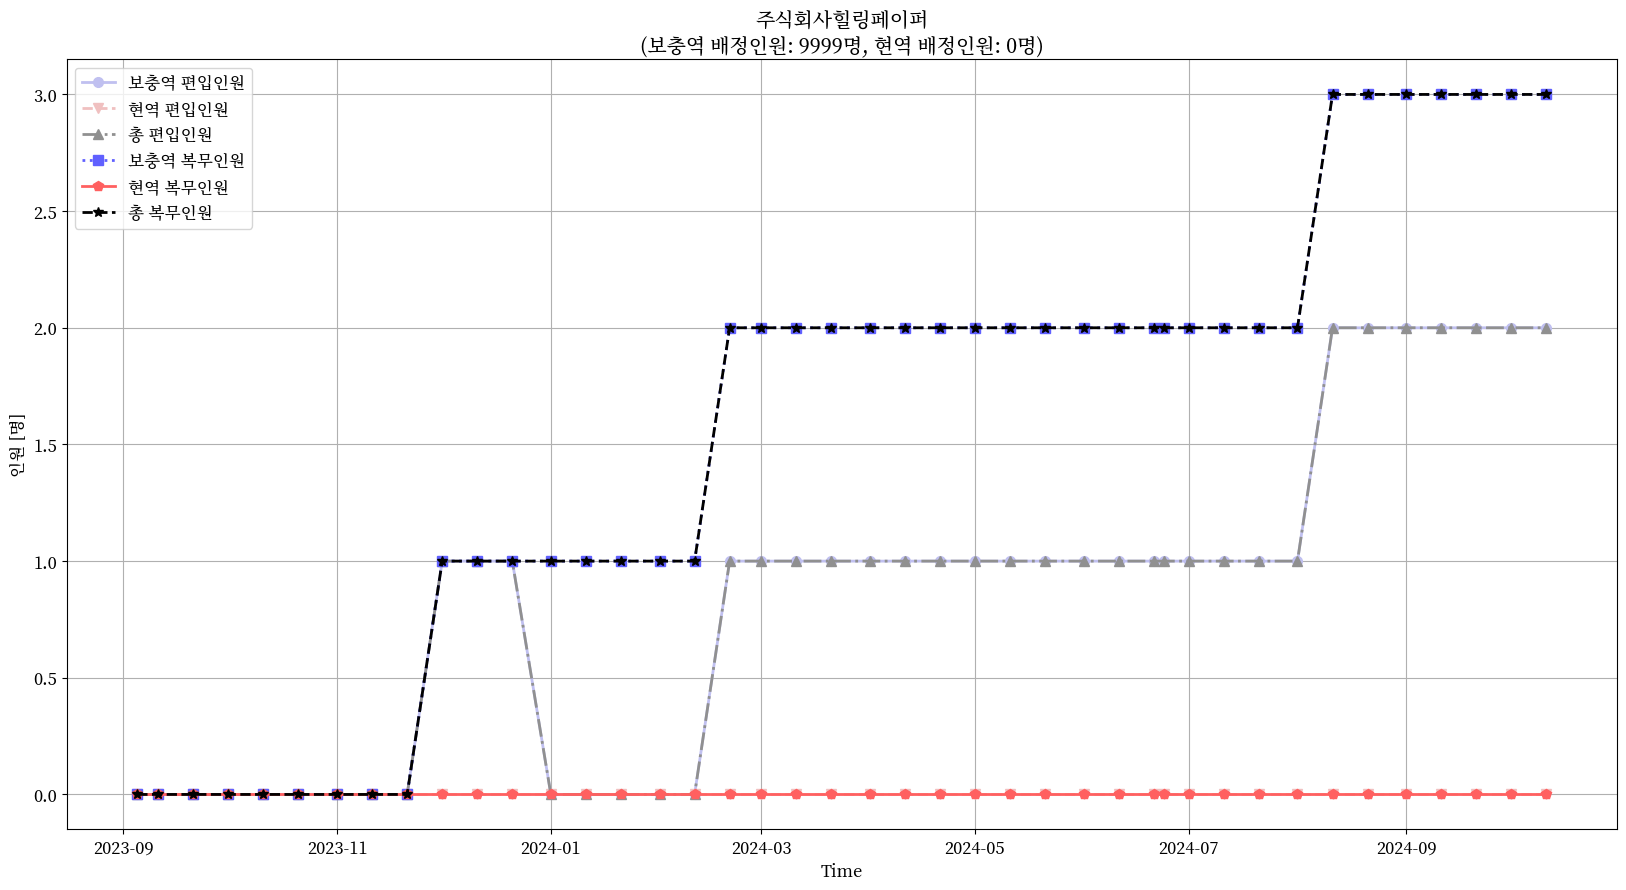 주식회사힐링페이퍼
(보충역 배정인원: 9999명, 현역 배정인원: 0명)
보충역 편입인원
현역 편입인원
총 편입인원
보충역 복무인원
현역 복무인원
총 복무인원
인원 [명]
3.0
2.5
2.0
1.5
1.0
0.5
0.0
2023-09
2023-11
2024-01
2024-03
2024-05
2024-07
2024-09
Time